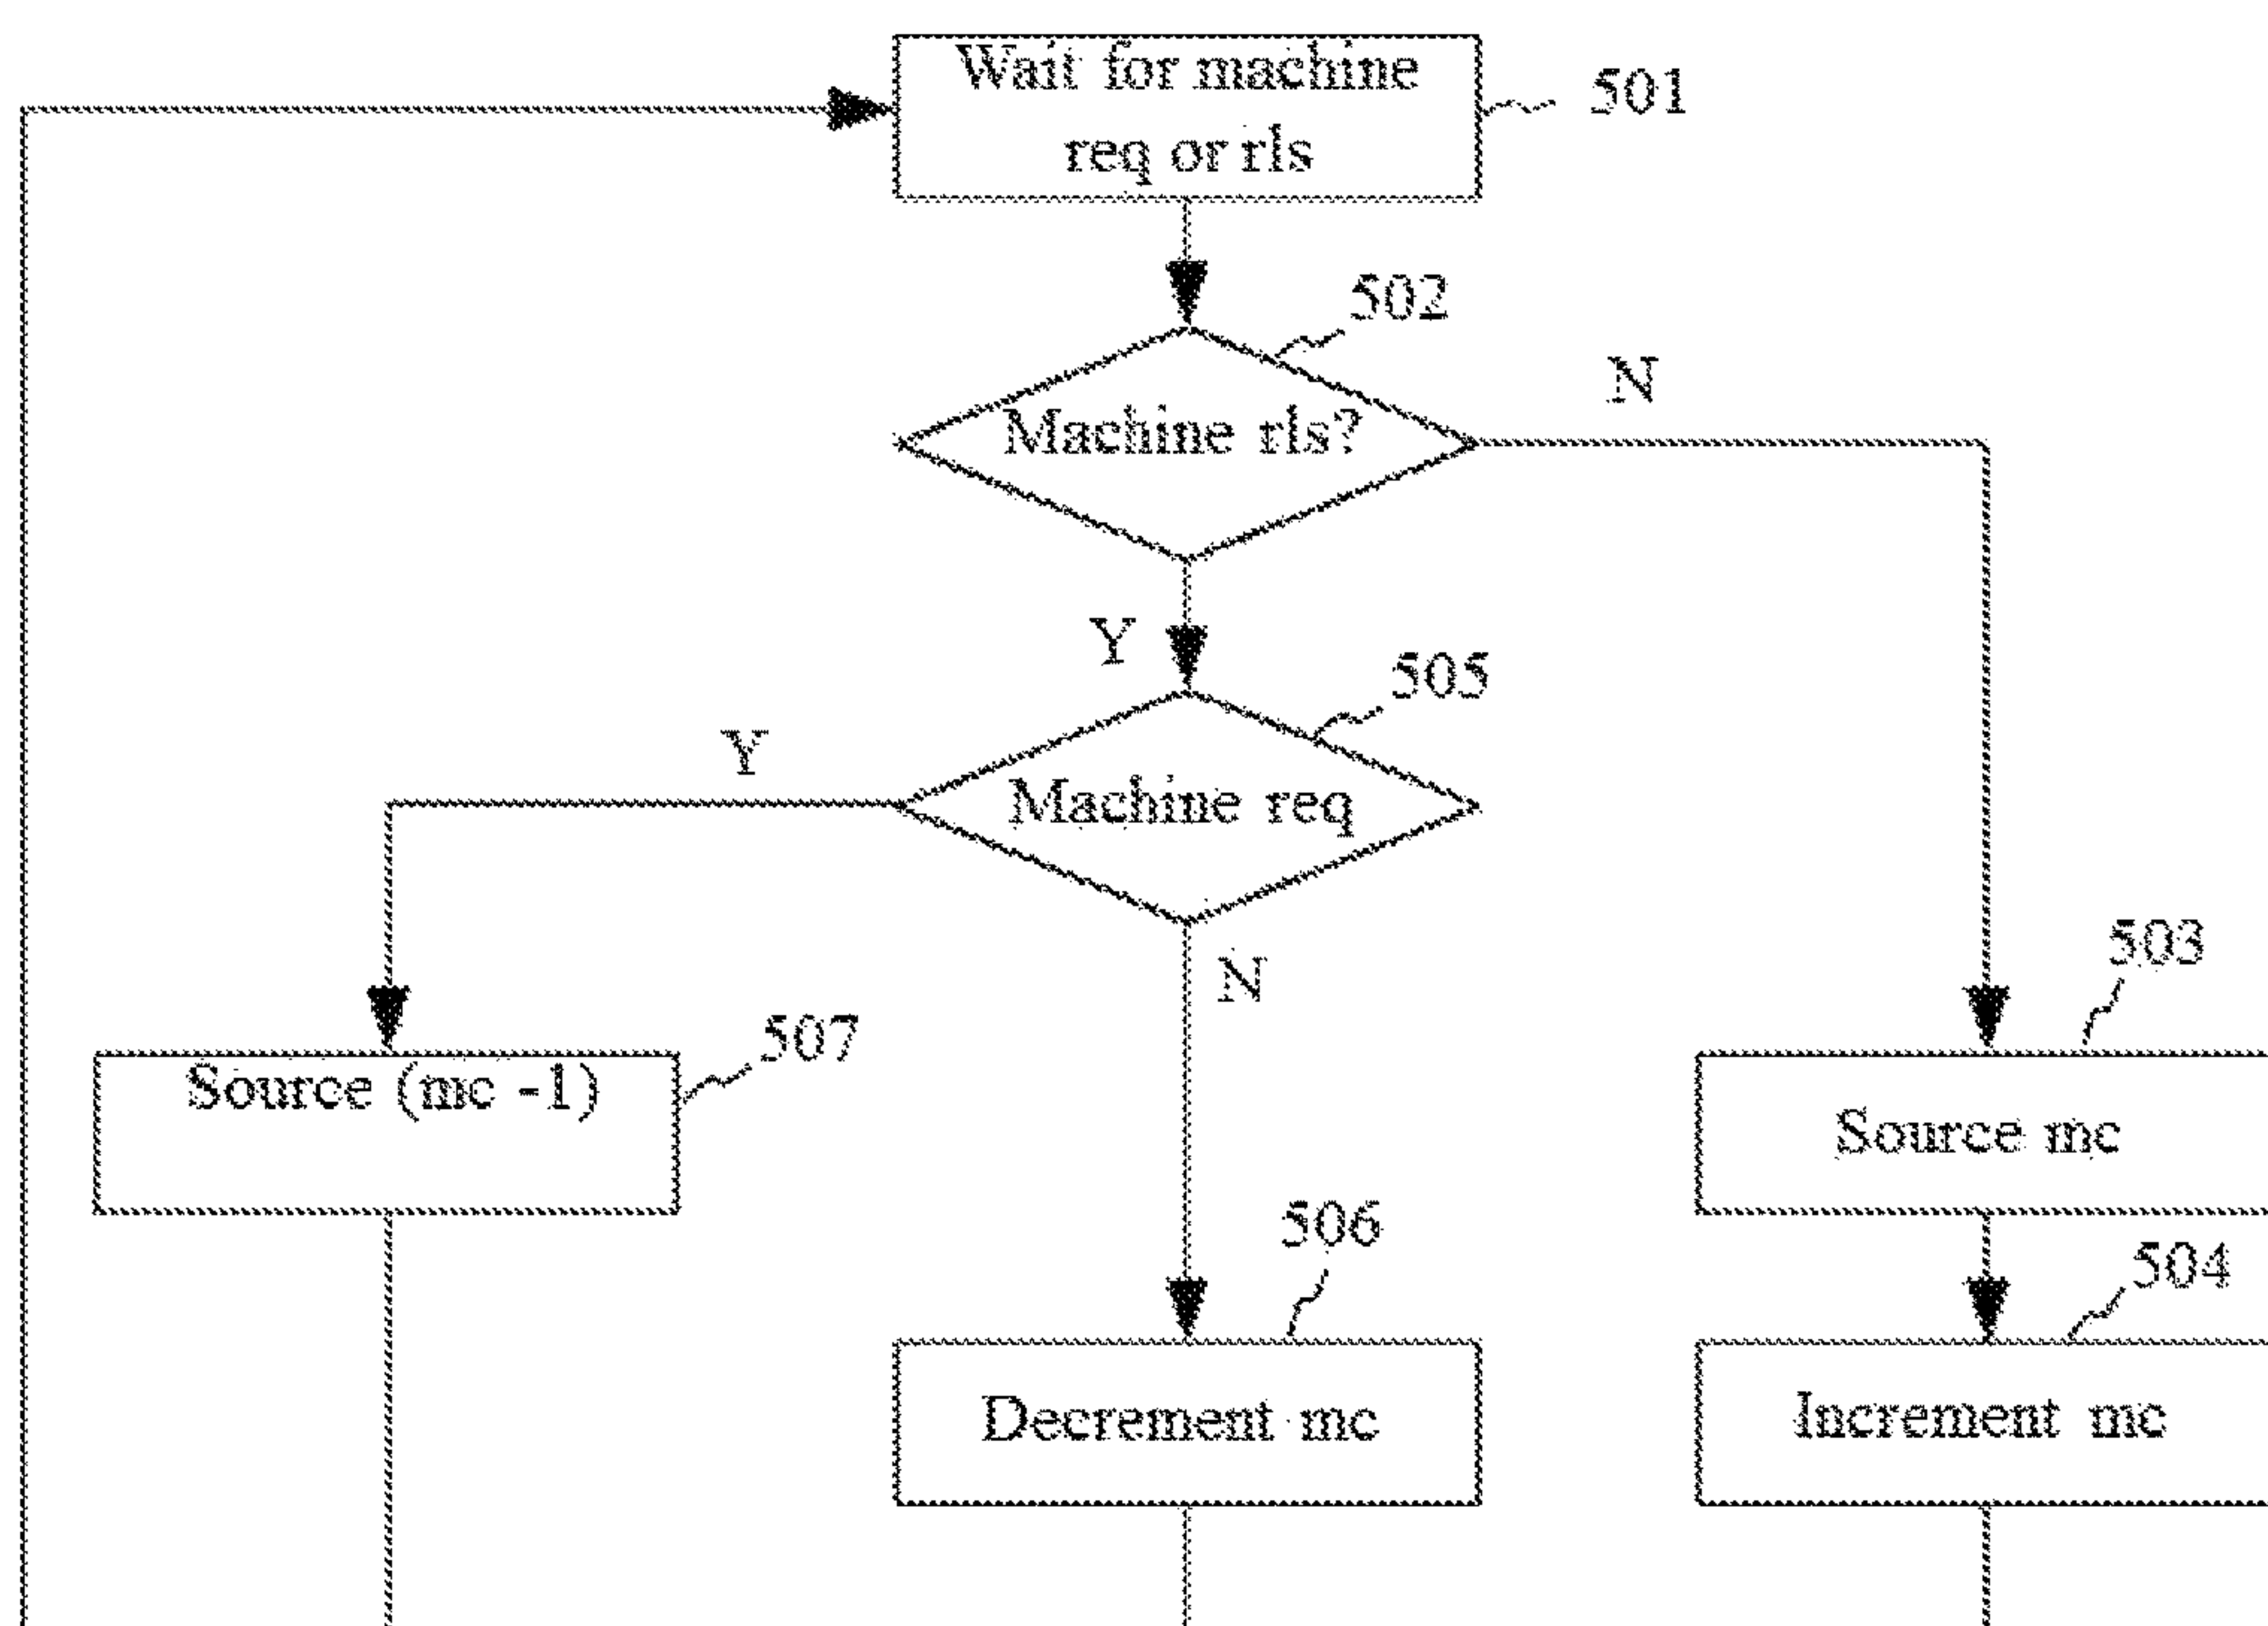 Wait for machine
req or rls
501
502
Machine rls?
N
Y
505
Machine req
Y
N
503
507
Source (mc -1)
Source mc
506
504
Decrement mc
Increment mc